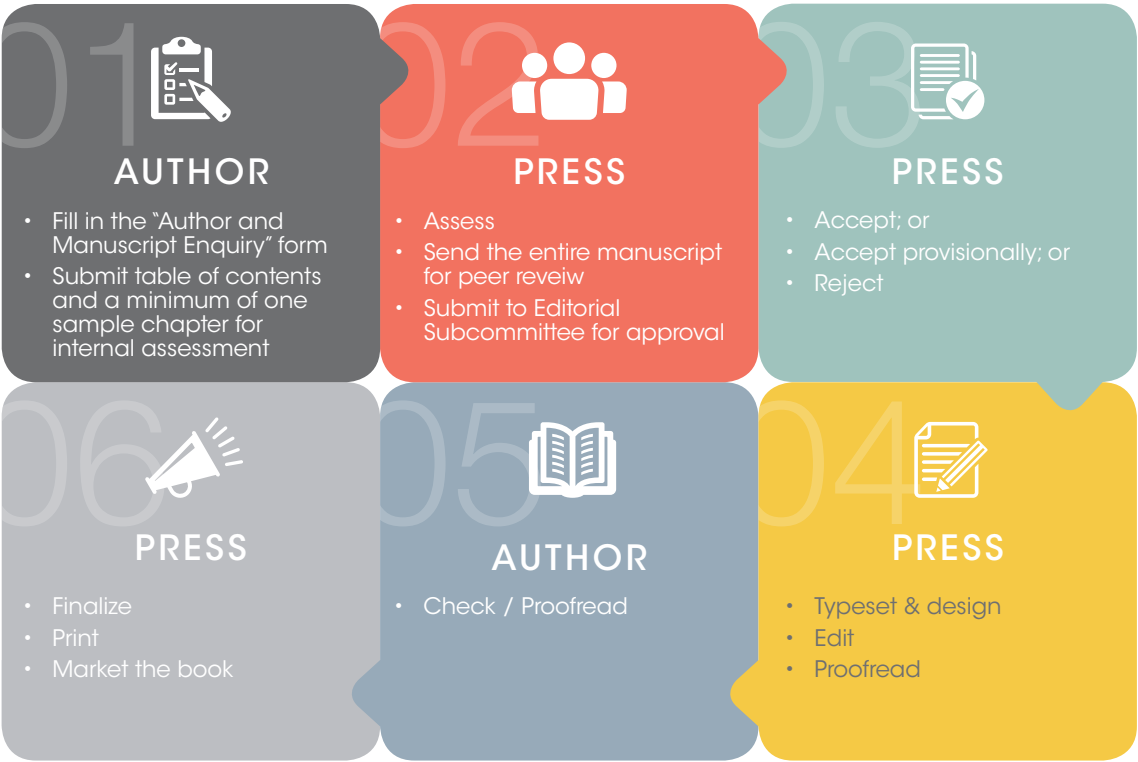 01
AUTHOR
• Fill in the “Author and
Manuscript Enquiry” form
• Submit table of contents
and a minimum of one
sample chapter for
internal assessment
02
PRESS
• Assess
• Send the entire manuscript
for peer reveiw
• Submit to Editorial
Subcommittee for approval
03
PRESS
• Accept; or
• Accept provisionally; or
• Reject
04
PRESS
• Typeset & design
• Edit
• Proofread
05
AUTHOR
• Check / Proofread
06
PRESS
• Finalize
• Print
• Market the book